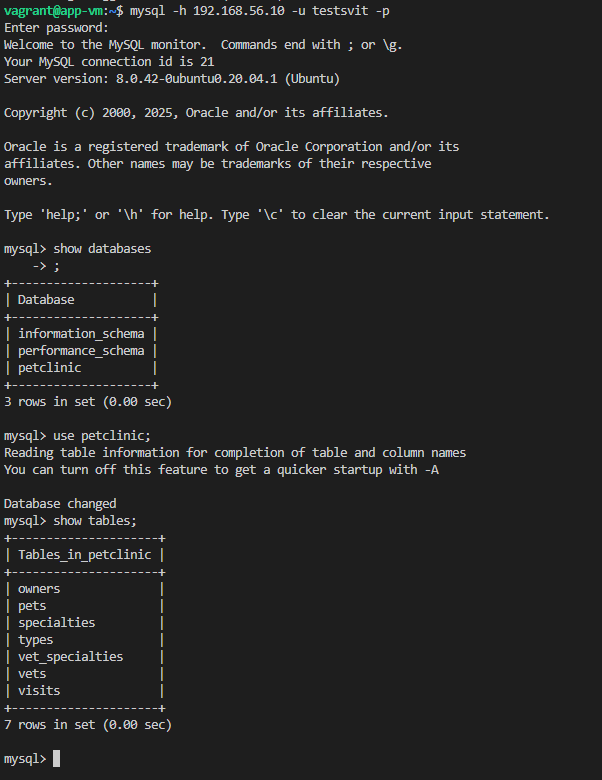 vagrant@app-vm:~$ mysql -h 192.168.56.10 -u testsvit -p
Enter password:
Welcome to the MySQL monitor.  Commands end with ; or \g.
Your MySQL connection id is 21
Server version: 8.0.42-0ubuntu0.20.04.1 (Ubuntu)

Copyright (c) 2000, 2025, Oracle and/or its affiliates.

Oracle is a registered trademark of Oracle Corporation and/or its
affiliates. Other names may be trademarks of their respective
owners.

Type 'help;' or '\h' for help. Type '\c' to clear the current input statement.

mysql> show databases
    -> ;
+--------------------+
| Database           |
+--------------------+
| information_schema |
| performance_schema |
| petclinic          |
+--------------------+
3 rows in set (0.00 sec)

mysql> use petclinic;
Reading table information for completion of table and column names
You can turn off this feature to get a quicker startup with -A

Database changed
mysql> show tables;
+---------------------+
| Tables_in_petclinic |
+---------------------+
| owners              |
| pets                |
| specialties         |
| types               |
| vet_specialties     |
| vets                |
| visits              |
+---------------------+
7 rows in set (0.00 sec)

mysql>